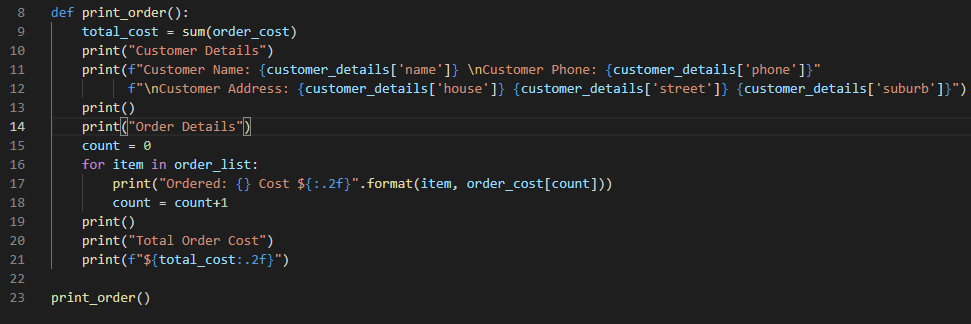 8 def print_order():
9     total_cost = sum(order_cost)
10     print("Customer Details")
11     print(f"Customer Name: {customer_details['name']} \nCustomer Phone: {customer_details['phone']}"
12           f"\nCustomer Address: {customer_details['house']} {customer_details['street']} {customer_details['suburb']}")
13     print()
14     print("Order Details")
15     count = 0
16     for item in order_list:
17         print("Ordered: {} Cost ${:.2f}".format(item, order_cost[count]))
18         count = count+1
19     print()
20     print("Total Order Cost")
21     print(f"${total_cost:.2f}")
22
23 print_order()